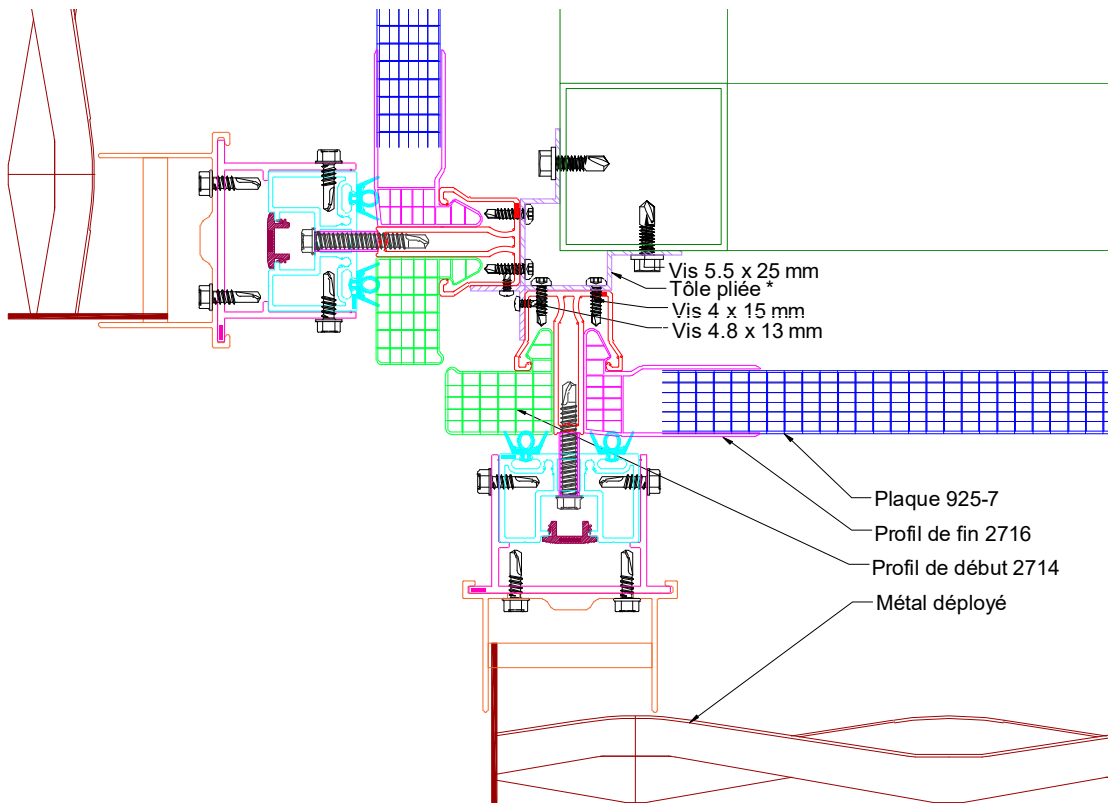 Vis 5.5 x 25 mm
Tôle pliée *
Vis 4 x 15 mm
Vis 4.8 x 13 mm
Plaque 925-7
Profil de fin 2716
Profil de début 2714
Métal déployé